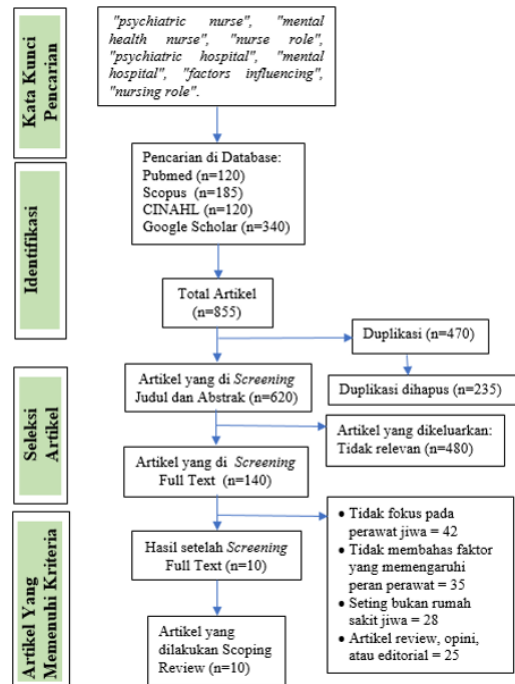 Kata Kunci
Pencarian
"psychiatric nurse", "mental
health nurse", "nurse role",
"psychiatric hospital", "mental
hospital", "factors influencing",
"nursing role".
Identifikasi
Pencarian di Database:
Pubmed (n=120)
Scopus (n=185)
CINAHL (n=120)
Google Scholar (n=340)
Total Artikel
(n=855)
Duplikasi (n=470)
Duplikasi dihapus (n=235)
Seleksi
Artikel
Artikel yang di Screening
Judul dan Abstrak (n=620)
Artikel yang dikeluarkan:
Tidak relevan (n=480)
Artikel yang di Screening
Full Text (n=140)
Artikel Yang
Memenuhi Kriteria
Hasil setelah Screening
Full Text (n=10)
• Tidak fokus pada
perawat jiwa = 42
• Tidak membahas faktor
yang memengaruhi
peran perawat = 35
• Seting bukan rumah
sakit jiwa = 28
• Artikel review, opini,
atau editorial = 25
Artikel yang
dilakukan Scoping
Review (n=10)